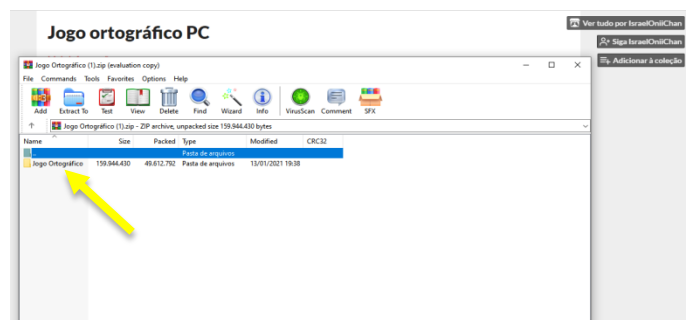 Jogo ortográfico PC
Ver tudo por IsraelOniiChan
Siga IsraelOniiChan
Adicionar à coleção
Jogo Ortográfico (1).zip (evaluation copy)
File Commands Tools Favorites Options Help
Add Extract To Test View Delete Find Wizard Info VirusScan Comment SFX
Jogo Ortográfico (1).zip - ZIP archive, unpacked size 159.944.430 bytes
Name Size Packed Type Modified CRC32
.. Pasta de arquivos
Jogo Ortográfico 159.944.430 49.612.792 Pasta de arquivos 13/01/2021 19:38